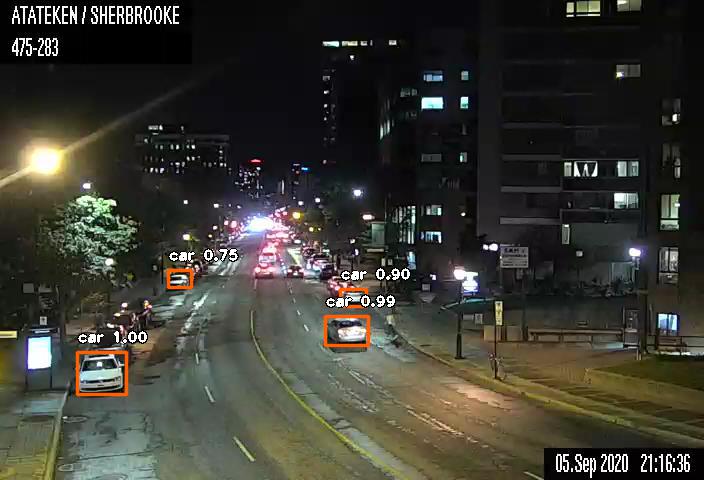 ATATEKEN / SHERBROOKE
475-283
car 0.75
car 0.90
car 0.99
car 1.00
W
05.Sep 2020 21:16:36